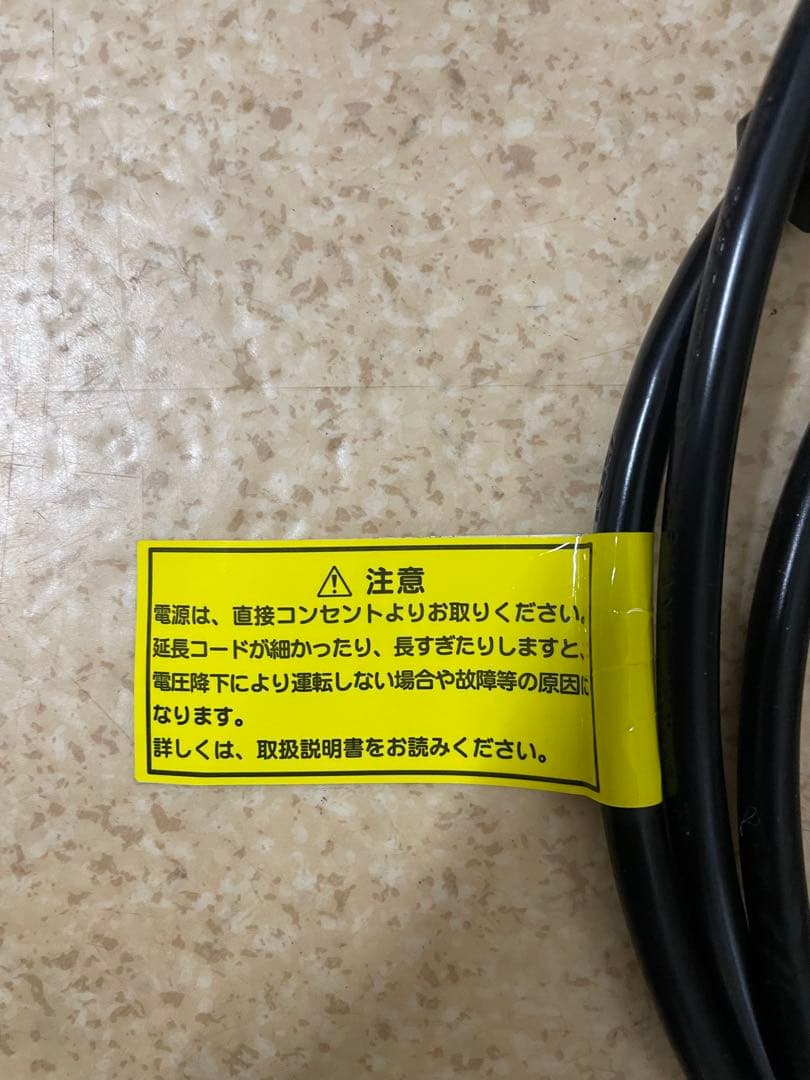 ⚠ 注意
電源は、直接コンセントよりお取りください。
延長コードが細かったり、長すぎたりしますと、
電圧降下により運転しない場合や故障等の原因に
なります。
詳しくは、取扱説明書をお読みください。